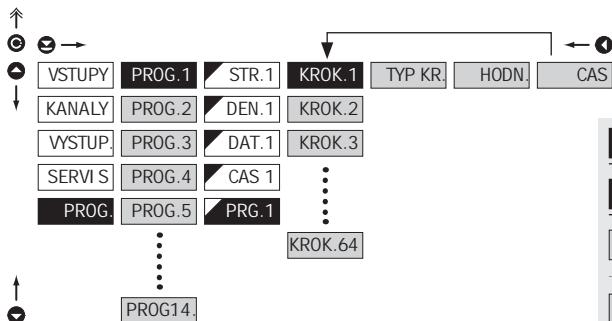 VSTUPY PROG.1 STR.1 KROK.1 TYP KR. HODN. CAS
KANALY PROG.2 DEN.1 KROK.2
VYSTUP. PROG.3 DAT.1 KROK.3
SERVIS PROG.4 CAS 1
PROG. PROG.5 PRG.1
KROK.64
PROG14.